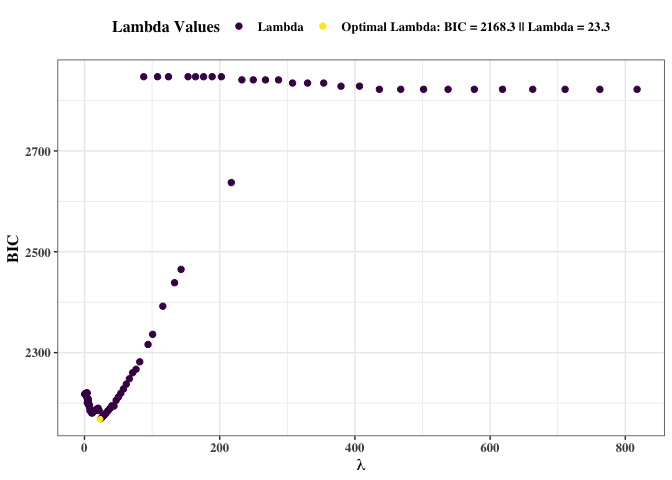 Lambda Values Lambda Optimal Lambda: BIC = 2168.3 || Lambda = 23.3
2700
2500
2300
BIC
0 200 400 600 800
λ